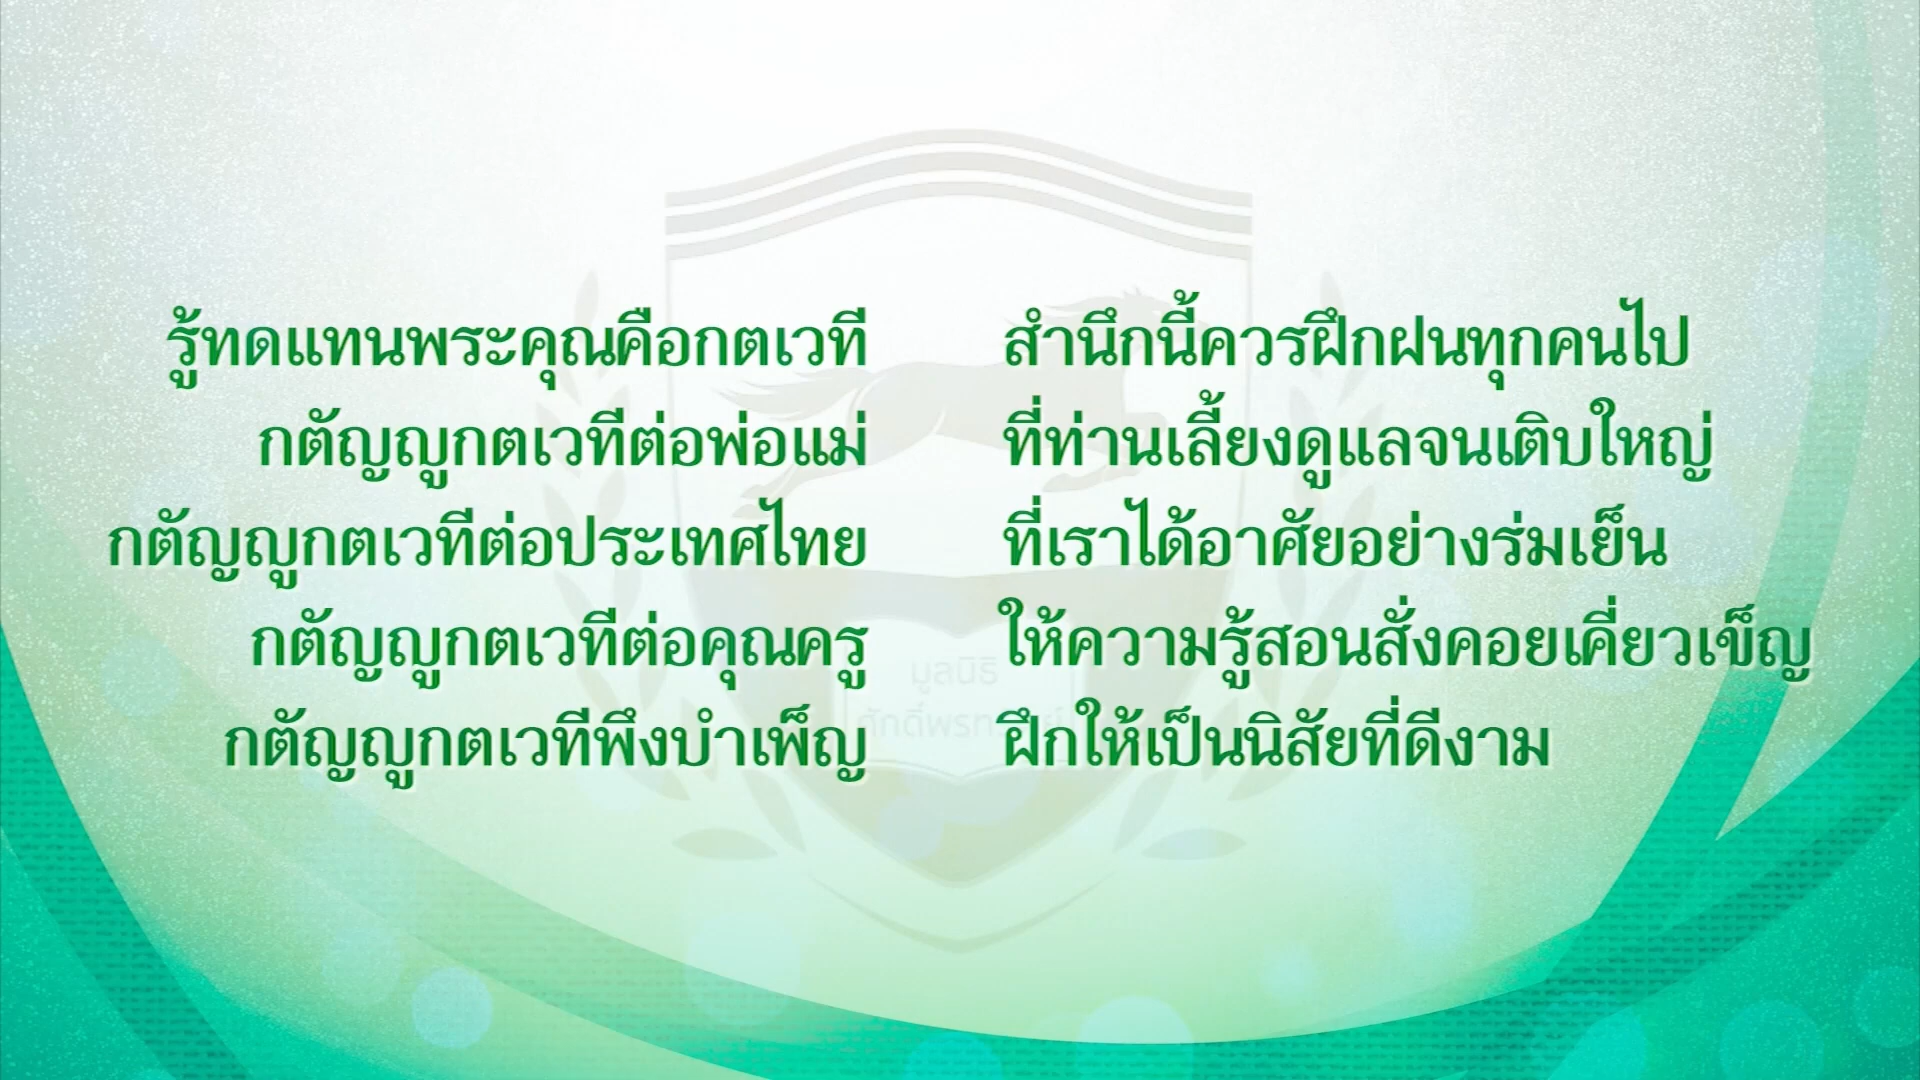 รู้ทดแทนพระคุณคือกตเวที สำนึกนี้ควรฝึกฝนทุกคนไป
กตัญญูกตเวทีต่อพ่อแม่ ที่ท่านเลี้ยงดูแลจนเติบใหญ่
กตัญญูกตเวทีต่อประเทศไทย ที่เราได้อาศัยอย่างร่มเย็น
กตัญญูกตเวทีต่อคุณครู ให้ความรู้สอนสั่งคอยเคี่ยวเข็ญ
กตัญญูกตเวทีพึงบำเพ็ญ ฝึกให้เป็นนิสัยที่ดีงาม
มูลนิธิ